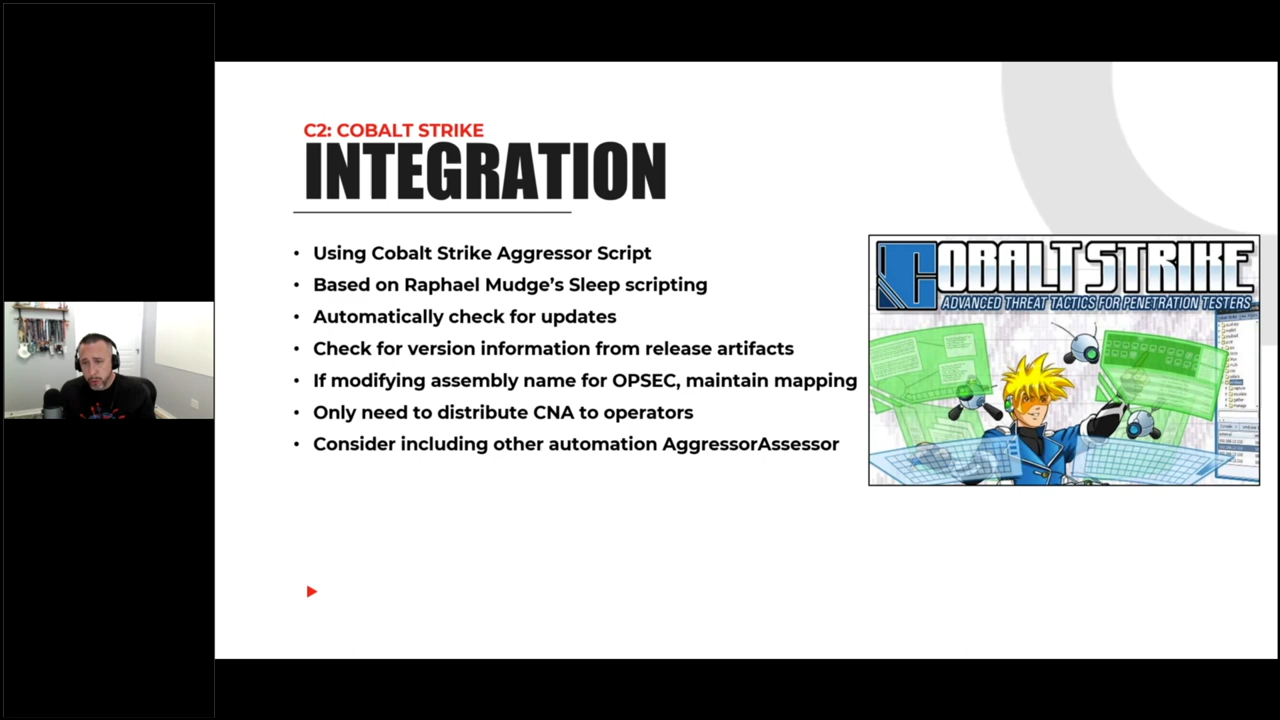 C2: COBALT STRIKE
INTEGRATION
• Using Cobalt Strike Aggressor Script
• Based on Raphael Mudge’s Sleep scripting
• Automatically check for updates
• Check for version information from release artifacts
• If modifying assembly name for OPSEC, maintain mapping
• Only need to distribute CNA to operators
• Consider including other automation AggressorAssessor
COBALT STRIKE
ADVANCED THREAT TACTICS FOR PENETRATION TESTERS